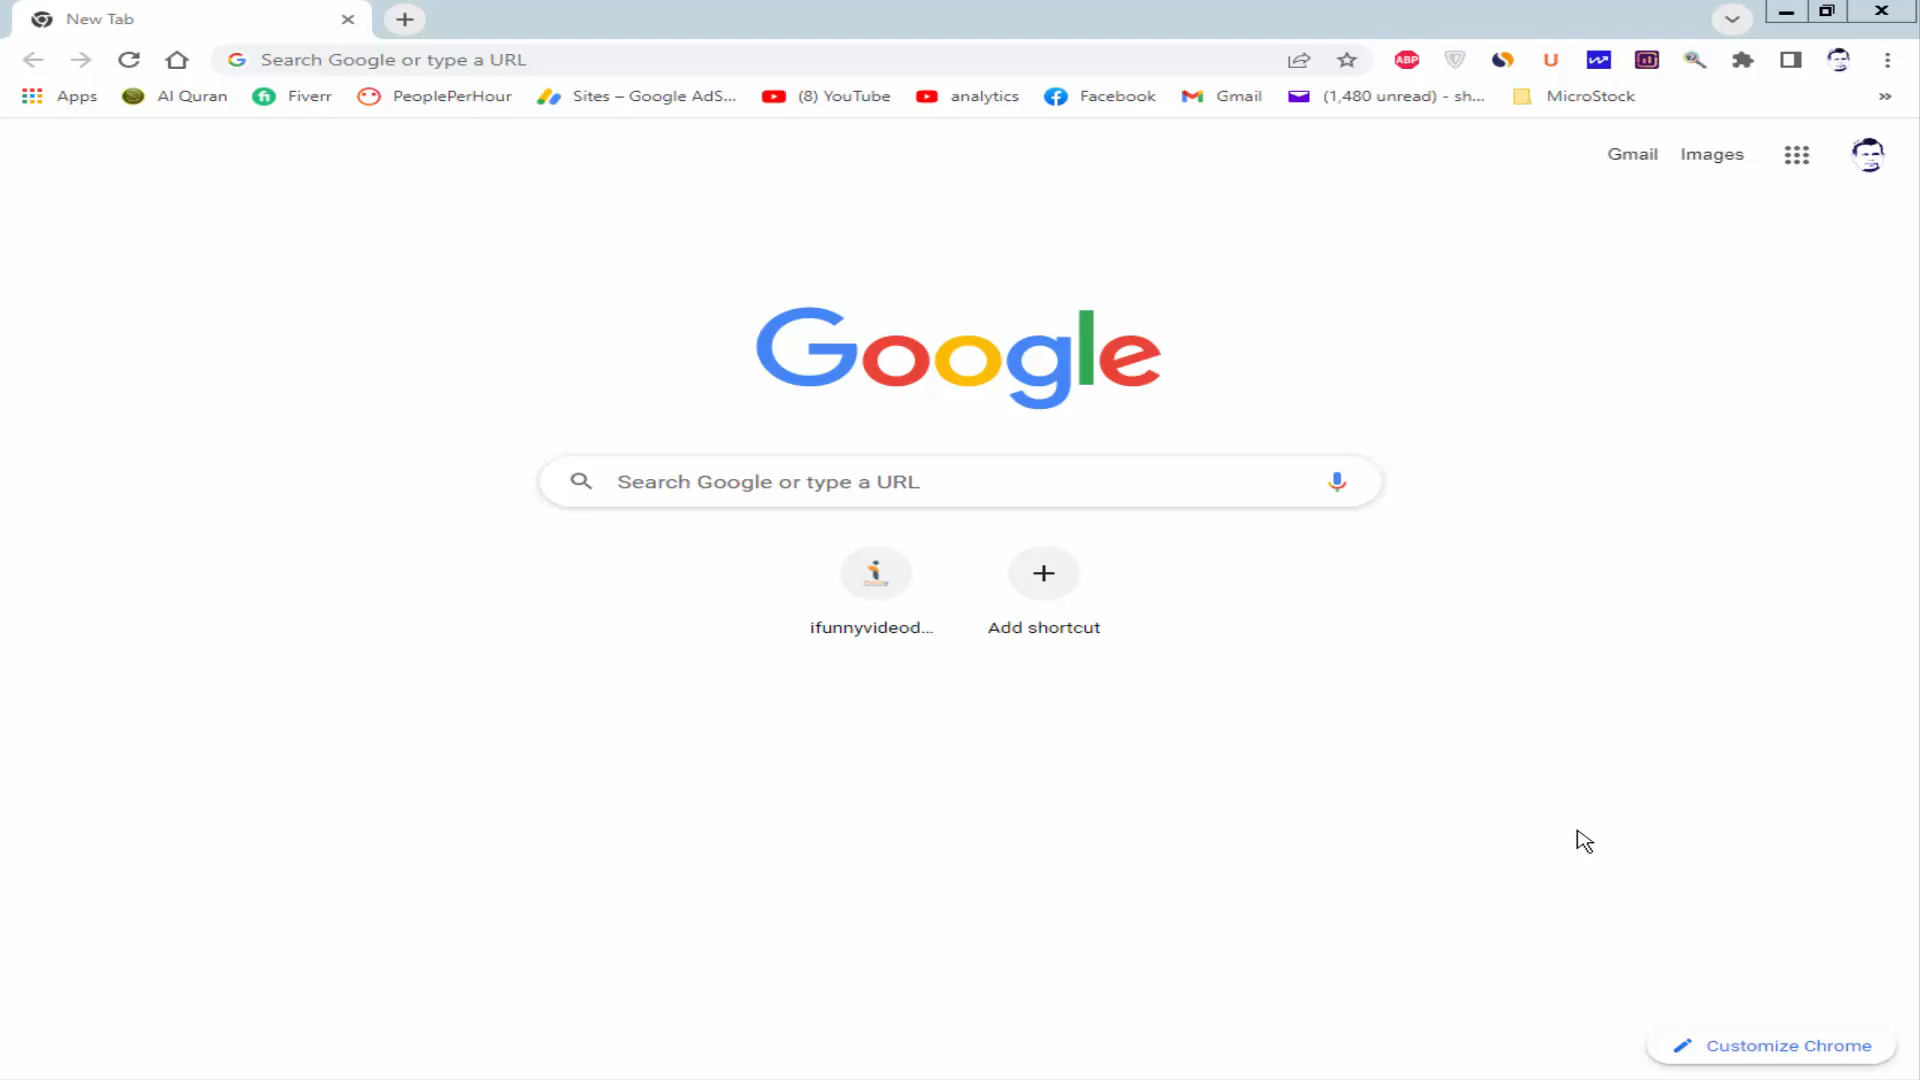 New Tab
Search Google or type a URL
ABP
Apps
Al Quran
Fiverr
PeoplePerHour
Sites – Google AdS...
(8) YouTube
analytics
Facebook
Gmail
(1,480 unread) - sh...
MicroStock
Gmail
Images
Google
Search Google or type a URL
ifunnyvideod...
Add shortcut
Customize Chrome